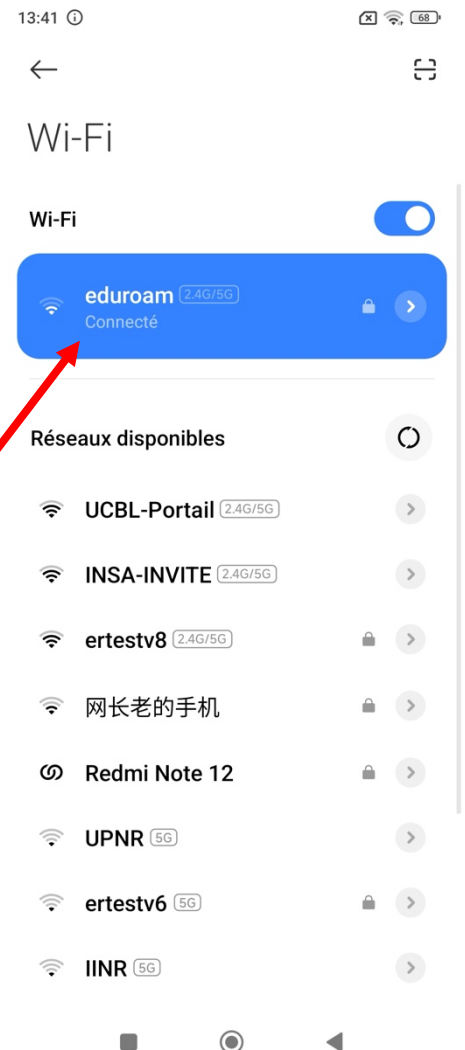 13:41
68
Wi-Fi
Wi-Fi
eduroam 2.4G/5G
Connecté
Réseaux disponibles
UCBL-Portail 2.4G/5G
INSA-INVITE 2.4G/5G
ertestv8 2.4G/5G
网长老的手机
Redmi Note 12
UPNR 5G
ertestv6 5G
IINR 5G